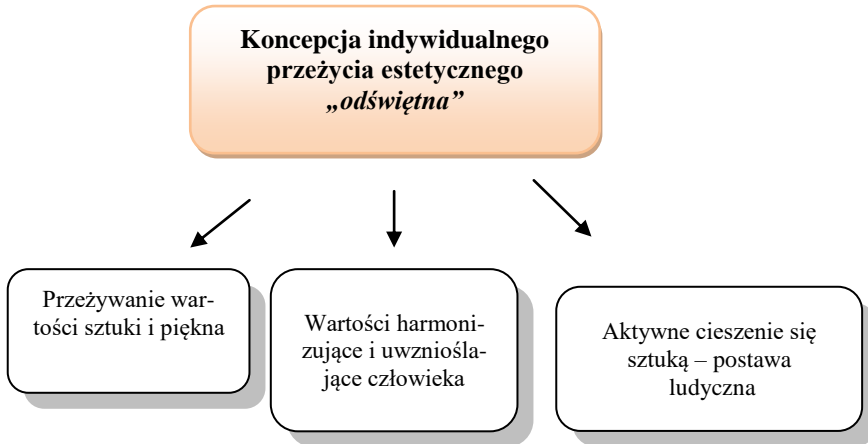 Koncepcja indywidualnego
przeżycia estetycznego
„odświętna”
Przeżywanie war-
tości sztuki i piękna
Wartości harmoni-
zujące i uwzniośla-
jące człowieka
Aktywne cieszenie się
sztuką – postawa
ludyczna